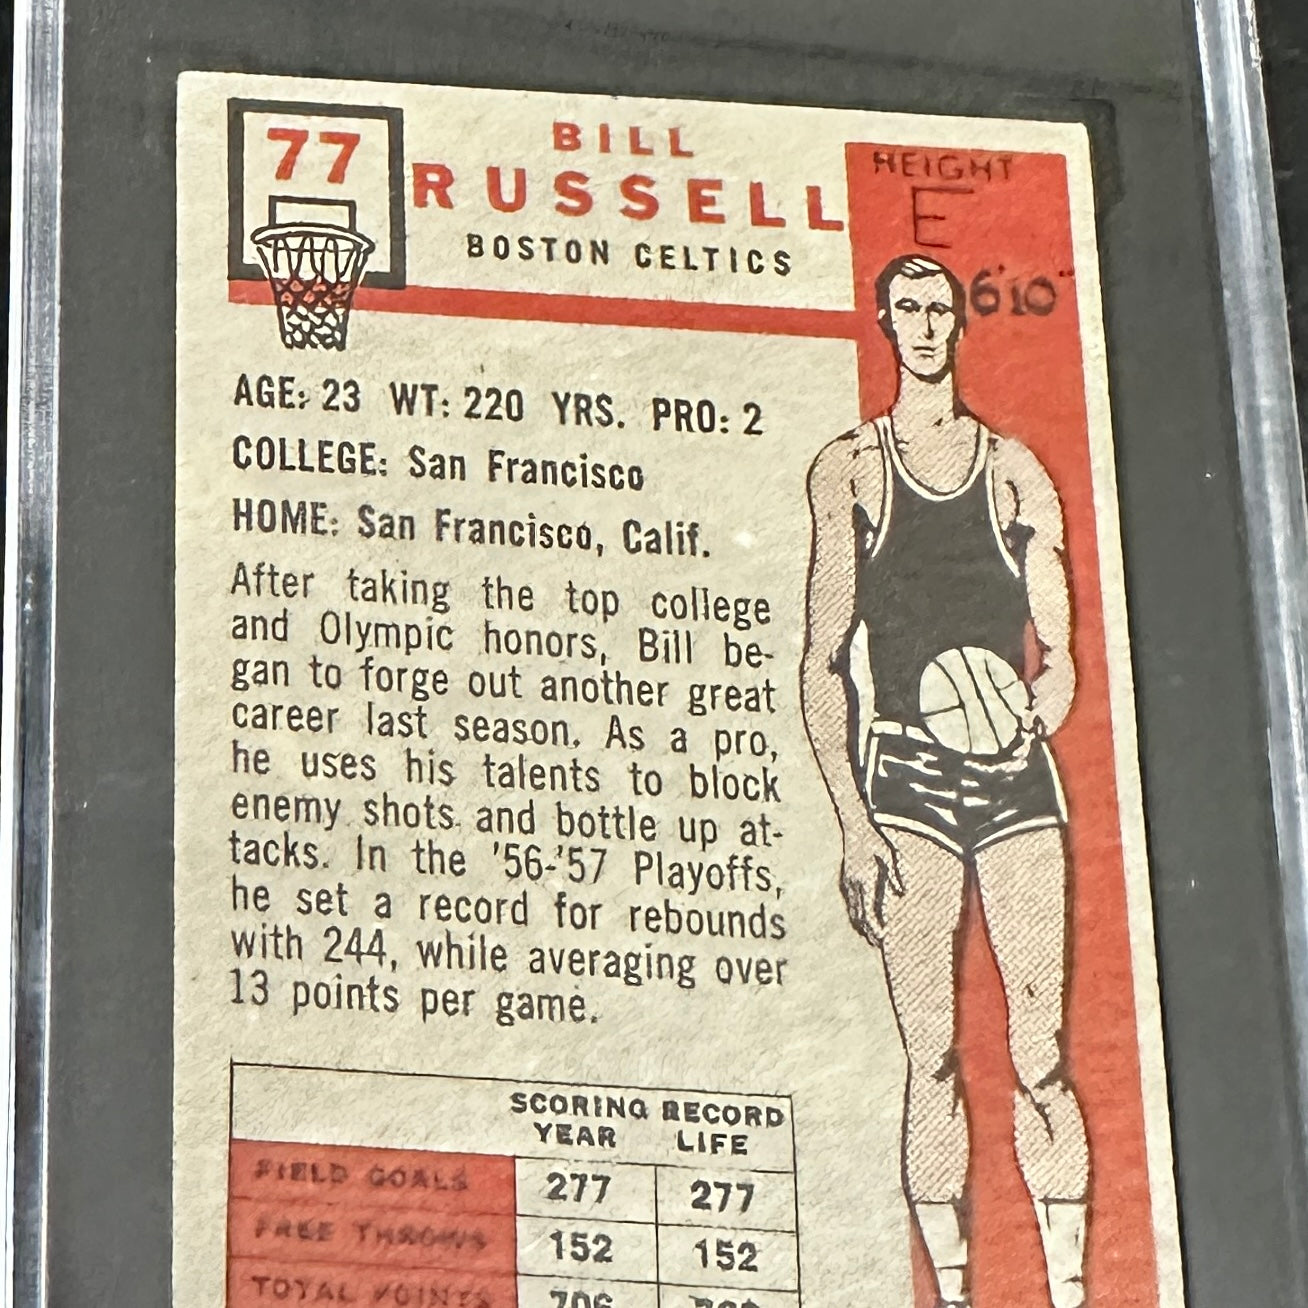 77
BILL
RUSSELL
BOSTON CELTICS
HEIGHT
E
6'10"
AGE: 23 WT: 220 YRS. PRO: 2
COLLEGE: San Francisco
HOME: San Francisco, Calif.
After taking the top college
and Olympic honors, Bill be-
gan to forge out another great
career last season. As a pro,
he uses his talents to block
enemy shots and bottle up at-
tacks. In the '56-'57 Playoffs,
he set a record for rebounds
with 244, while averaging over
13 points per game.
SCORING RECORD
YEAR LIFE
FIELD GOALS 277 277
FREE THROWS 152 152
TOTAL POINTS 706